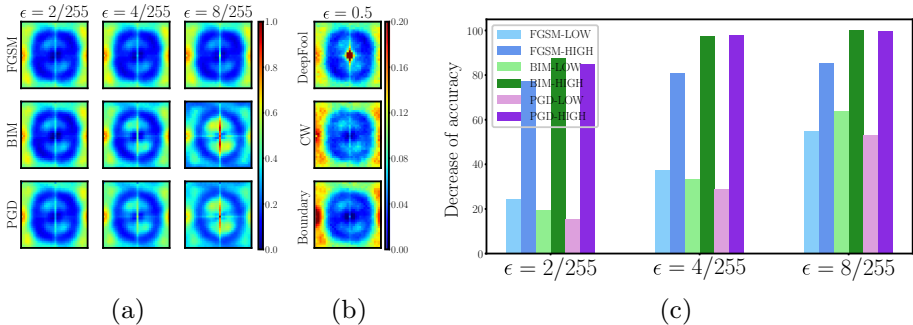 ϵ = 2/255 ϵ = 4/255 ϵ = 8/255
FGSM
BIM
PGD
1.0
0.8
0.6
0.4
0.2
0.0
(a)
ϵ = 0.5
DeepFool
CW
Boundary
0.20
0.16
0.12
0.08
0.04
0.00
(b)
Decrease of accuracy
100
80
60
40
20
0
FGSM-LOW
FGSM-HIGH
BIM-LOW
BIM-HIGH
PGD-LOW
PGD-HIGH
ϵ = 2/255 ϵ = 4/255 ϵ = 8/255
(c)